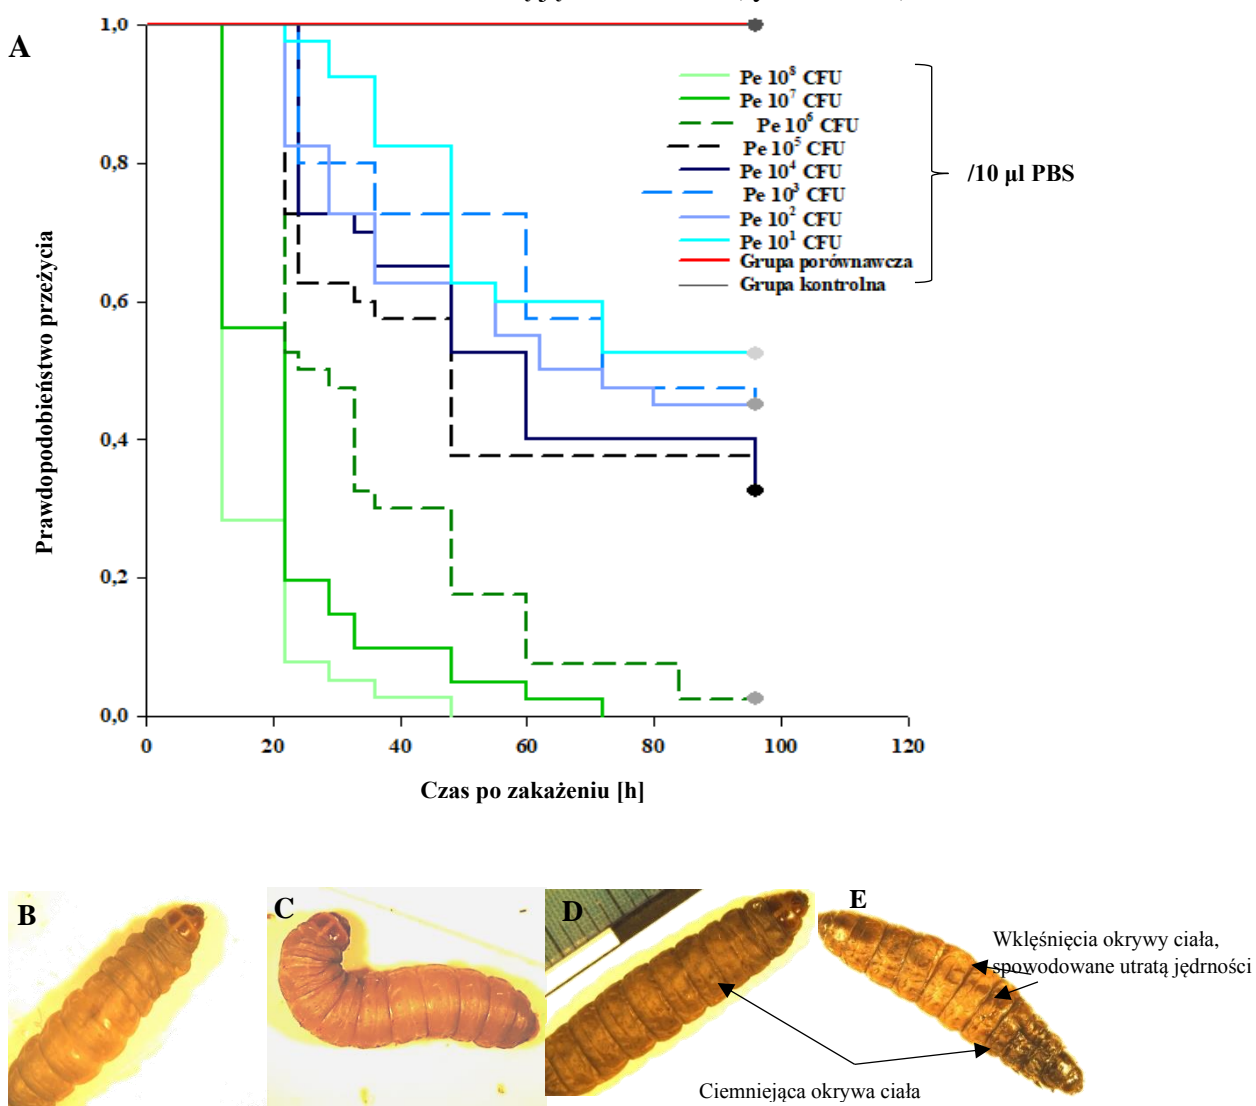 A
1,0
0,8
0,6
0,4
0,2
0,0
Prawdopodobieństwo przeżycia
Pe 10⁸ CFU
Pe 10⁷ CFU
Pe 10⁶ CFU
Pe 10⁵ CFU
Pe 10⁴ CFU
Pe 10³ CFU
Pe 10² CFU
Pe 10¹ CFU
Grupa porównawcza
Grupa kontrolna
/10 µl PBS
0 20 40 60 80 100 120
Czas po zakażeniu [h]
B
C
D
E
Wklęśnięcia okrywy ciała,
spowodowane utratą jędrności
Ciemniejąca okrywa ciała